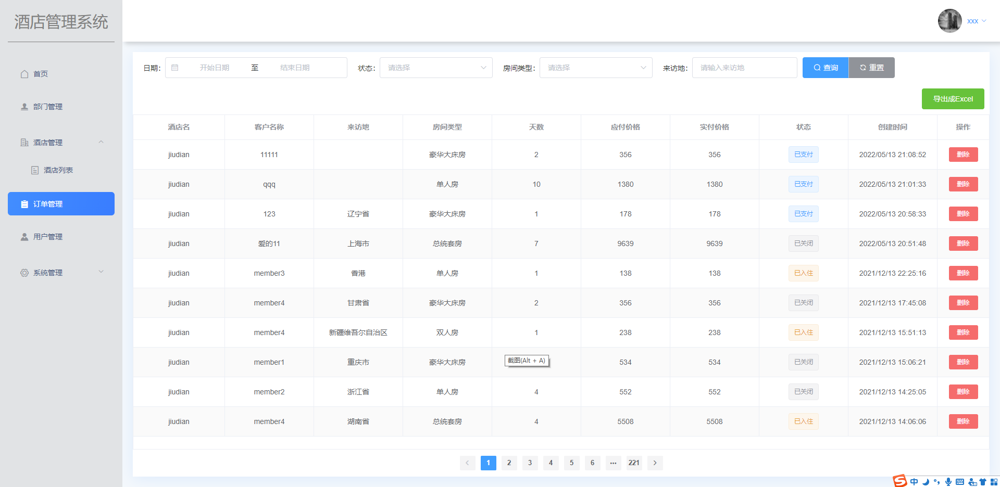 酒店管理系统
xxx
首页
部门管理
酒店管理
酒店列表
订单管理
用户管理
系统管理
日期: 开始日期 至 结束日期 状态: 请选择 房间类型: 请选择 来访地: 请输入来访地 查询 重置
导出成Excel
酒店名 客户名称 来访地 房间类型 天数 应付价格 实付价格 状态 创建时间 操作
jiudian 11111 豪华大床房 2 356 356 已支付 2022/05/13 21:08:52 删除
jiudian qqq 单人房 10 1380 1380 已支付 2022/05/13 21:01:33 删除
jiudian 123 辽宁省 豪华大床房 1 178 178 已支付 2022/05/13 20:58:33 删除
jiudian 爱的11 上海市 总统套房 7 9639 9639 已关闭 2022/05/13 20:51:48 删除
jiudian member3 香港 单人房 1 138 138 已入住 2021/12/13 22:25:16 删除
jiudian member4 甘肃省 豪华大床房 2 356 356 已关闭 2021/12/13 17:45:08 删除
jiudian member4 新疆维吾尔自治区 双人房 1 238 238 已入住 2021/12/13 15:51:13 删除
jiudian member1 重庆市 豪华大床房 截图(Alt + A) 534 534 已关闭 2021/12/13 15:06:21 删除
jiudian member2 浙江省 单人房 4 552 552 已关闭 2021/12/13 14:25:05 删除
jiudian member4 湖南省 总统套房 4 5508 5508 已入住 2021/12/13 14:06:06 删除
1 2 3 4 5 6 ••• 221
S 中